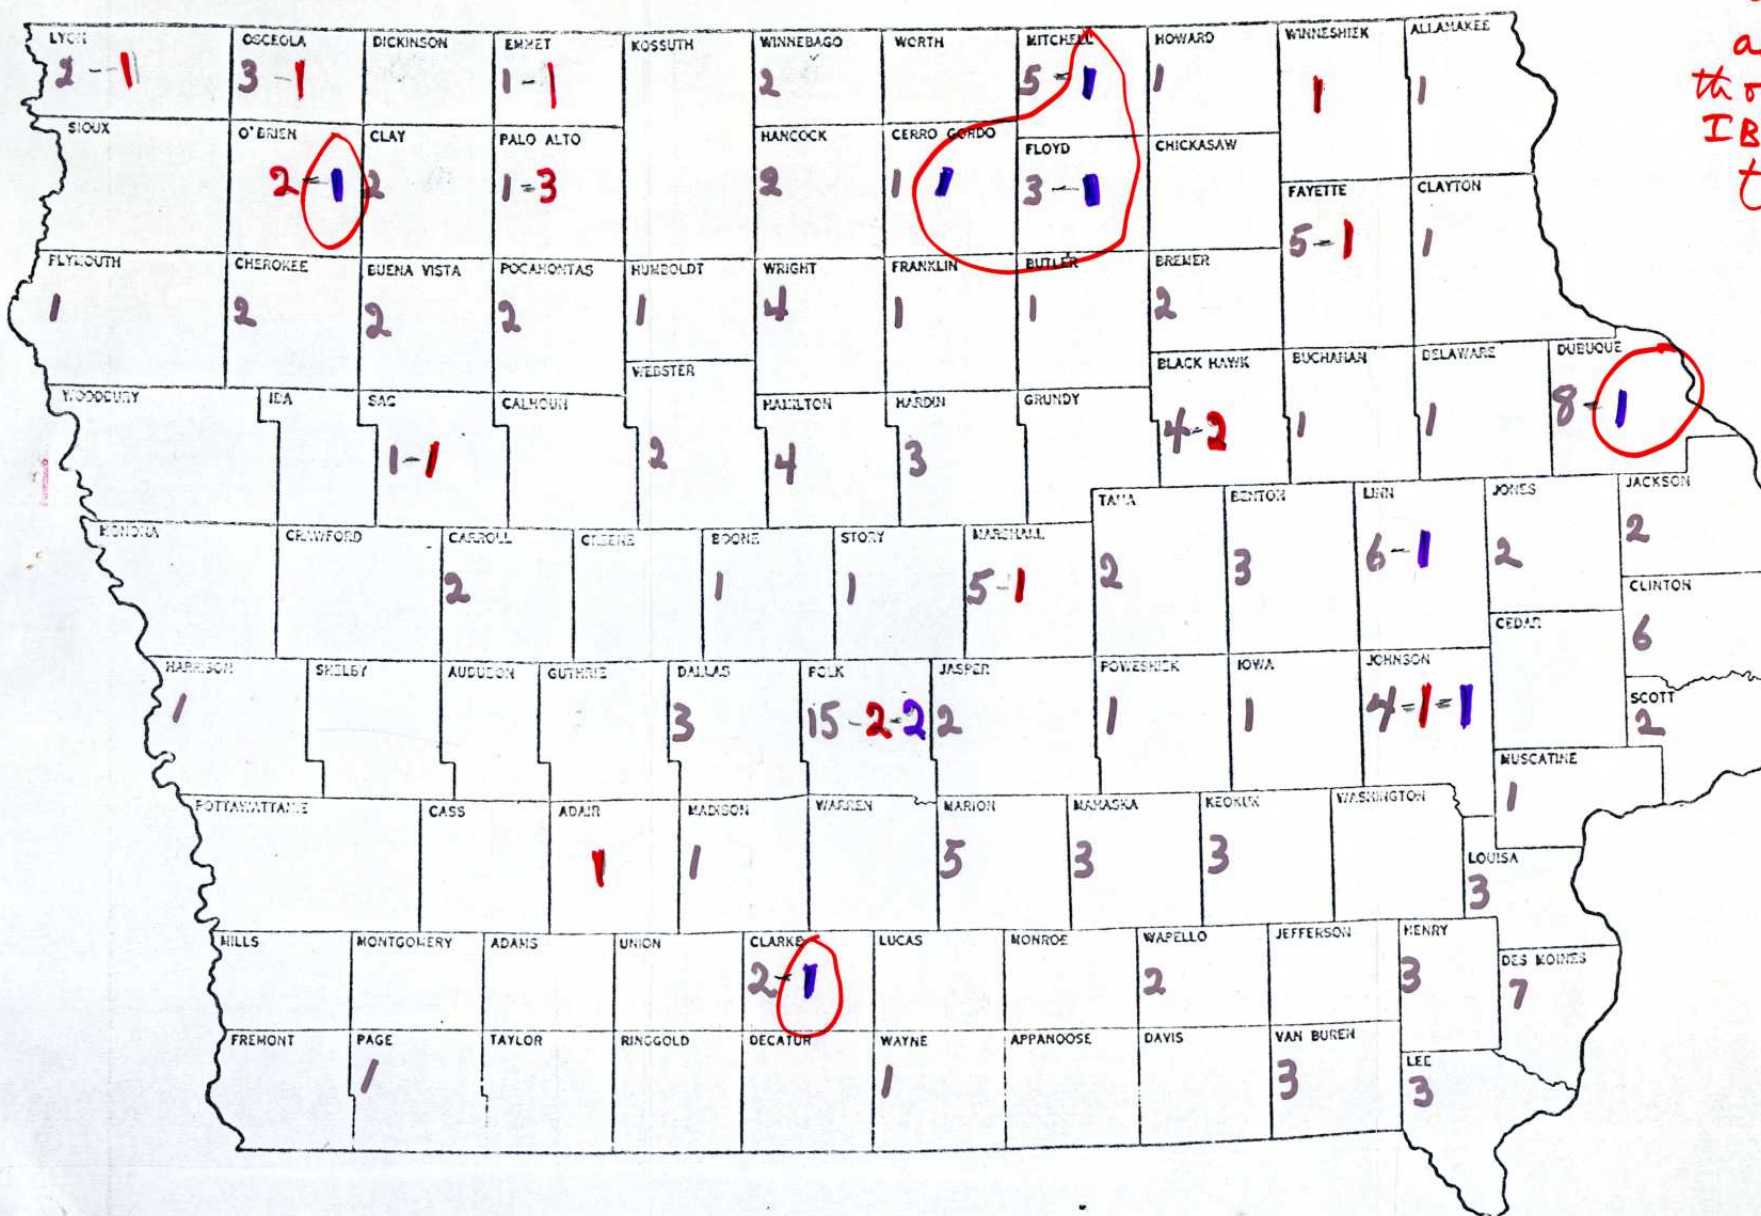 LYON OSCEOLA DICKINSON EMMET KOSSUTH WINNEBAGO WORTH MITCHELL HOWARD WINNESHIEK ALLAMAKEE
2 - 1 3 - 1 1 - 1 2 5 = 1 1 1 1
a
th
IB
t
SIOUX O'BRIEN CLAY PALO ALTO HANCOCK CERRO GORDO FLOYD CHICKASAW FAYETTE CLAYTON
2 - 1 2 1 = 3 2 1 1 3 - 1 5 - 1 1
PLYMOUTH CHEROKEE BUENA VISTA POCAHONTAS HUMBOLDT WRIGHT FRANKLIN BUTLER BREMER
1 2 2 2 1 4 1 1 2
WEBSTER BLACK HAWK BUCHANAN DELAWARE DUBUQUE
2 4 - 2 1 1 8 - 1
WOODBURY IDA SAC CALHOUN HAMILTON HARDIN GRUNDY
1 - 1 4 3
TAMA BENTON LINN JONES JACKSON
2 3 6 - 1 2 2
MONONA CRAWFORD CARROLL GREENE BOONE STORY MARSHALL
2 1 1 5 - 1
CLINTON
6
CEDAR
HARRISON SHELBY AUDUBON GUTHRIE DALLAS POLK JASPER POWESHIEK IOWA JOHNSON
1 3 15 - 2 - 2 2 1 1 4 - 1 = 1
SCOTT
2
MUSCATINE
1
POTTAWATTAMIE CASS ADAIR MADISON WARREN MARION MAHASKA KEOKUK WASHINGTON
1 1 5 3 3
LOUISA
3
MILLS MONTGOMERY ADAMS UNION CLARKE LUCAS MONROE WAPELLO JEFFERSON HENRY
2 - 1 2 3
DES MOINES
7
FREMONT PAGE TAYLOR RINGGOLD DECATUR WAYNE APPANOOSE DAVIS VAN BUREN
1 1 3
LEE
3